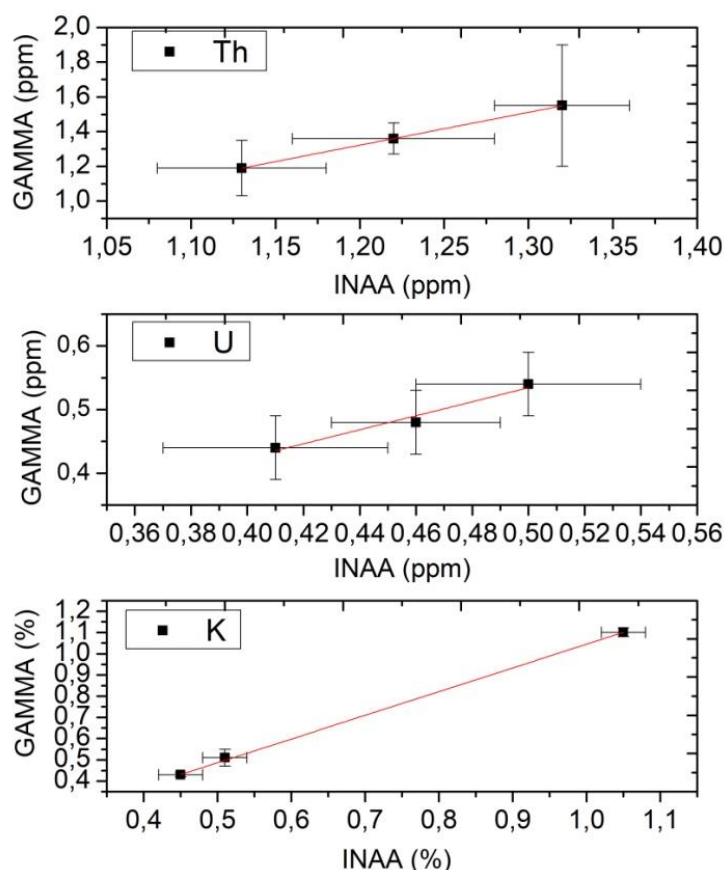 Th
GAMMA (ppm)
2,0
1,8
1,6
1,4
1,2
1,0
1,05 1,10 1,15 1,20 1,25 1,30 1,35 1,40
INAA (ppm)
U
GAMMA (ppm)
0,6
0,5
0,4
0,36 0,38 0,40 0,42 0,44 0,46 0,48 0,50 0,52 0,54 0,56
INAA (ppm)
K
GAMMA (%)
1,2
1,1
1,0
0,9
0,8
0,7
0,6
0,5
0,4
0,4 0,5 0,6 0,7 0,8 0,9 1,0 1,1
INAA (%)